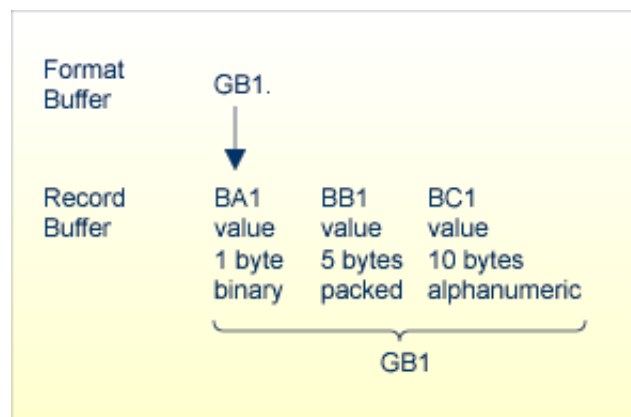 Format
Buffer
GB1.
Record
Buffer
BA1
value
1 byte
binary
BB1
value
5 bytes
packed
BC1
value
10 bytes
alphanumeric
GB1